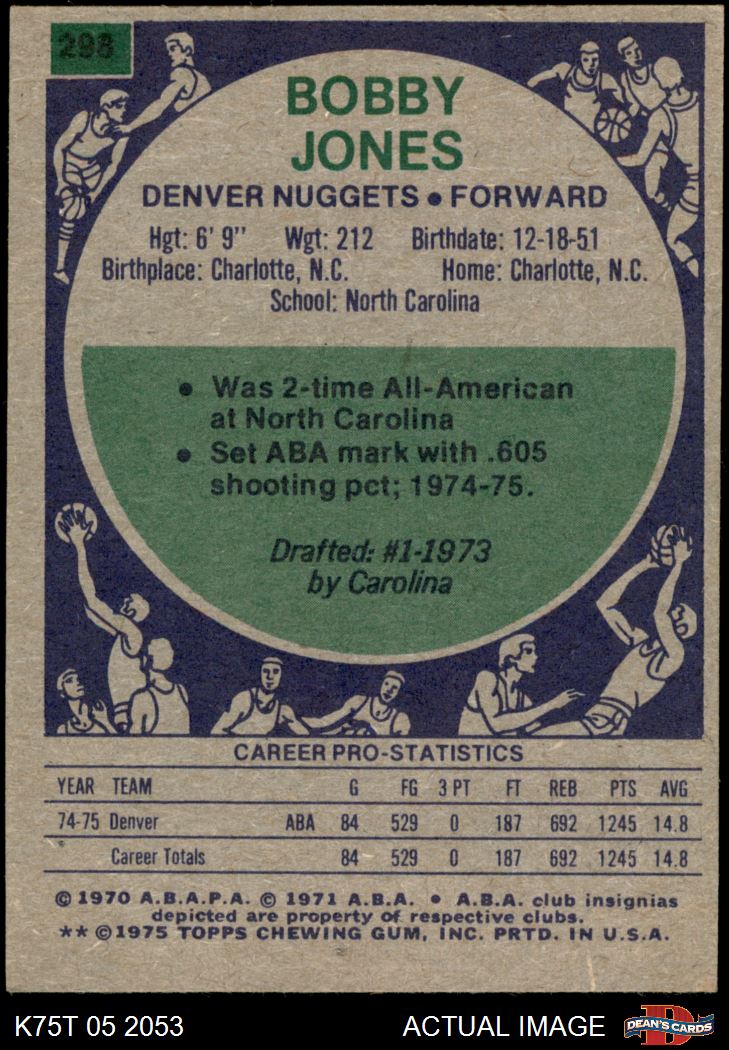 298
BOBBY
JONES
DENVER NUGGETS • FORWARD
Hgt: 6' 9" Wgt: 212 Birthdate: 12-18-51
Birthplace: Charlotte, N.C. Home: Charlotte, N.C.
School: North Carolina
• Was 2-time All-American
at North Carolina
• Set ABA mark with .605
shooting pct; 1974-75.
Drafted: #1-1973
by Carolina
CAREER PRO-STATISTICS
YEAR TEAM G FG 3 PT FT REB PTS AVG
74-75 Denver ABA 84 529 0 187 692 1245 14.8
Career Totals 84 529 0 187 692 1245 14.8
© 1970 A.B.A.P.A. © 1971 A.B.A. • A.B.A. club insignias
depicted are property of respective clubs.
** © 1975 TOPPS CHEWING GUM, INC. PRTD. IN U.S.A.
K75T 05 2053 ACTUAL IMAGE D DEAN'S CARDS